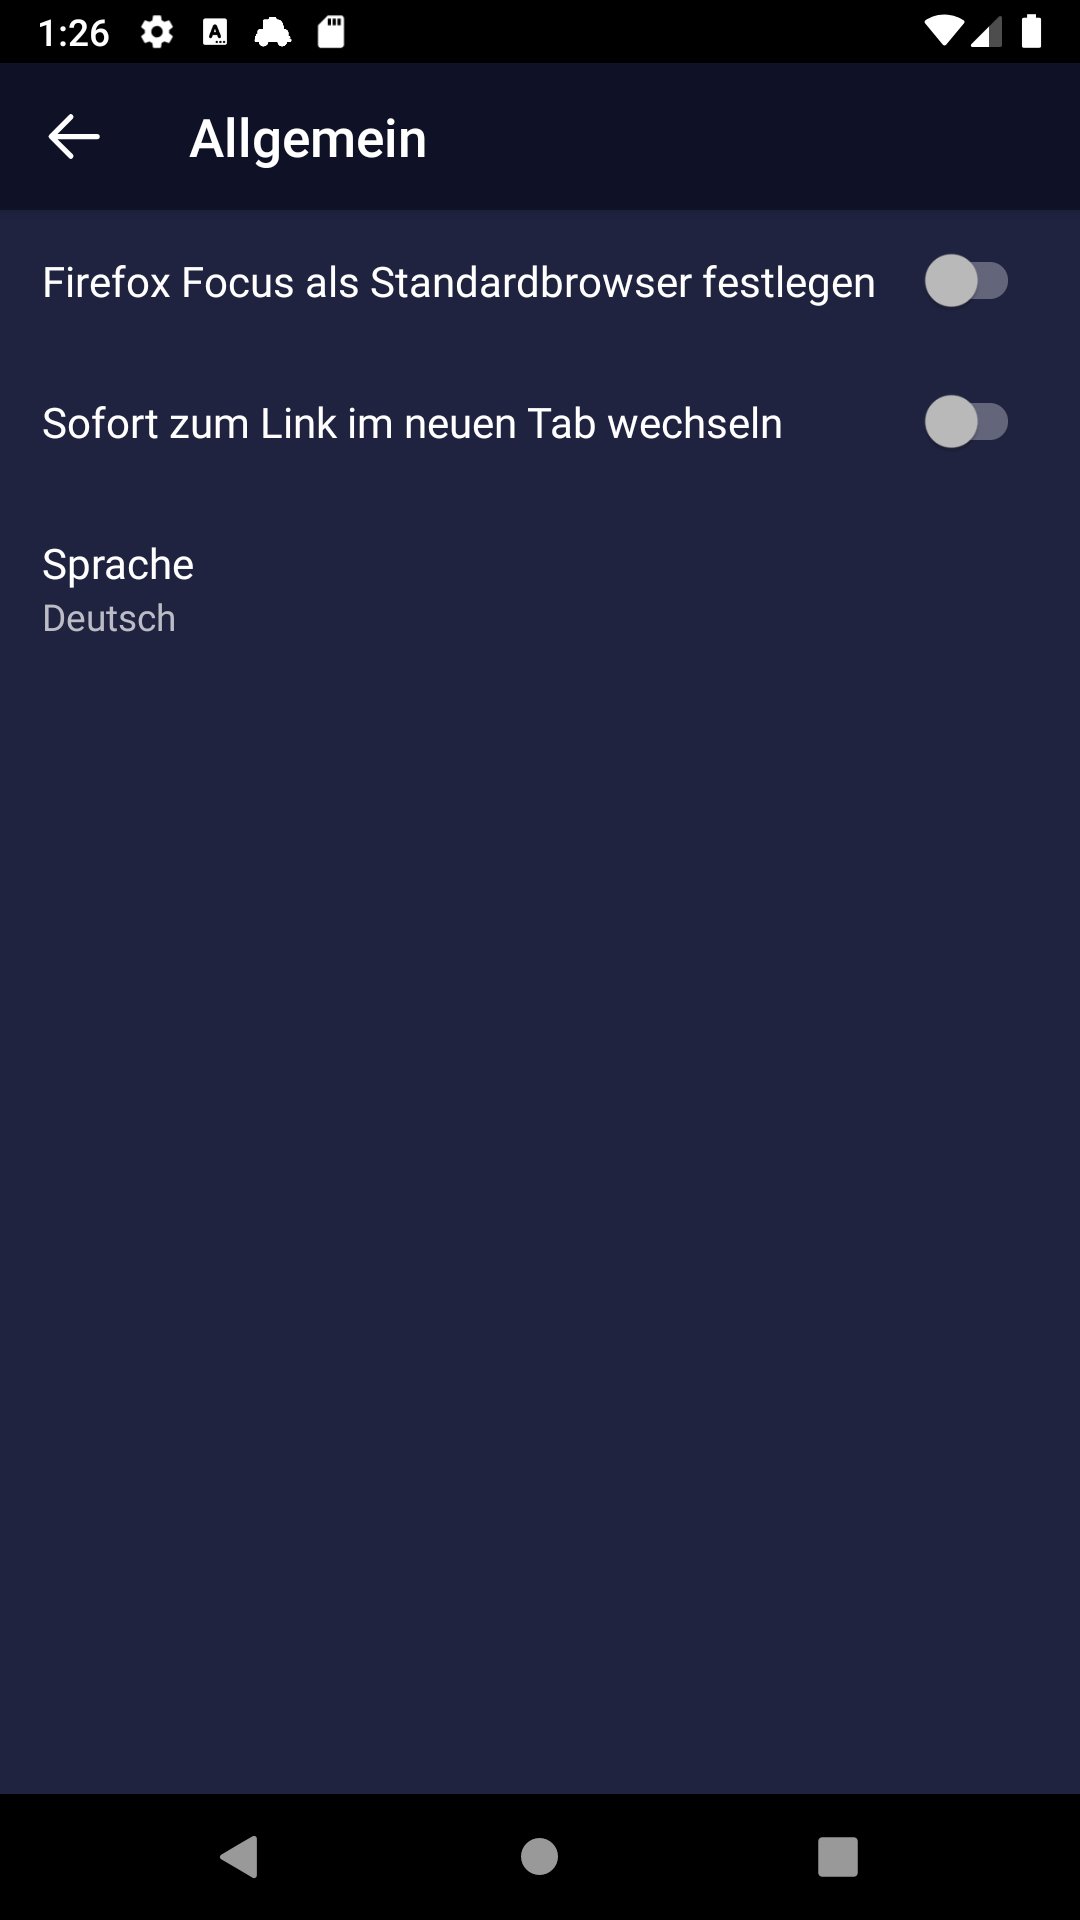 1:26
Allgemein
Firefox Focus als Standardbrowser festlegen
Sofort zum Link im neuen Tab wechseln
Sprache
Deutsch